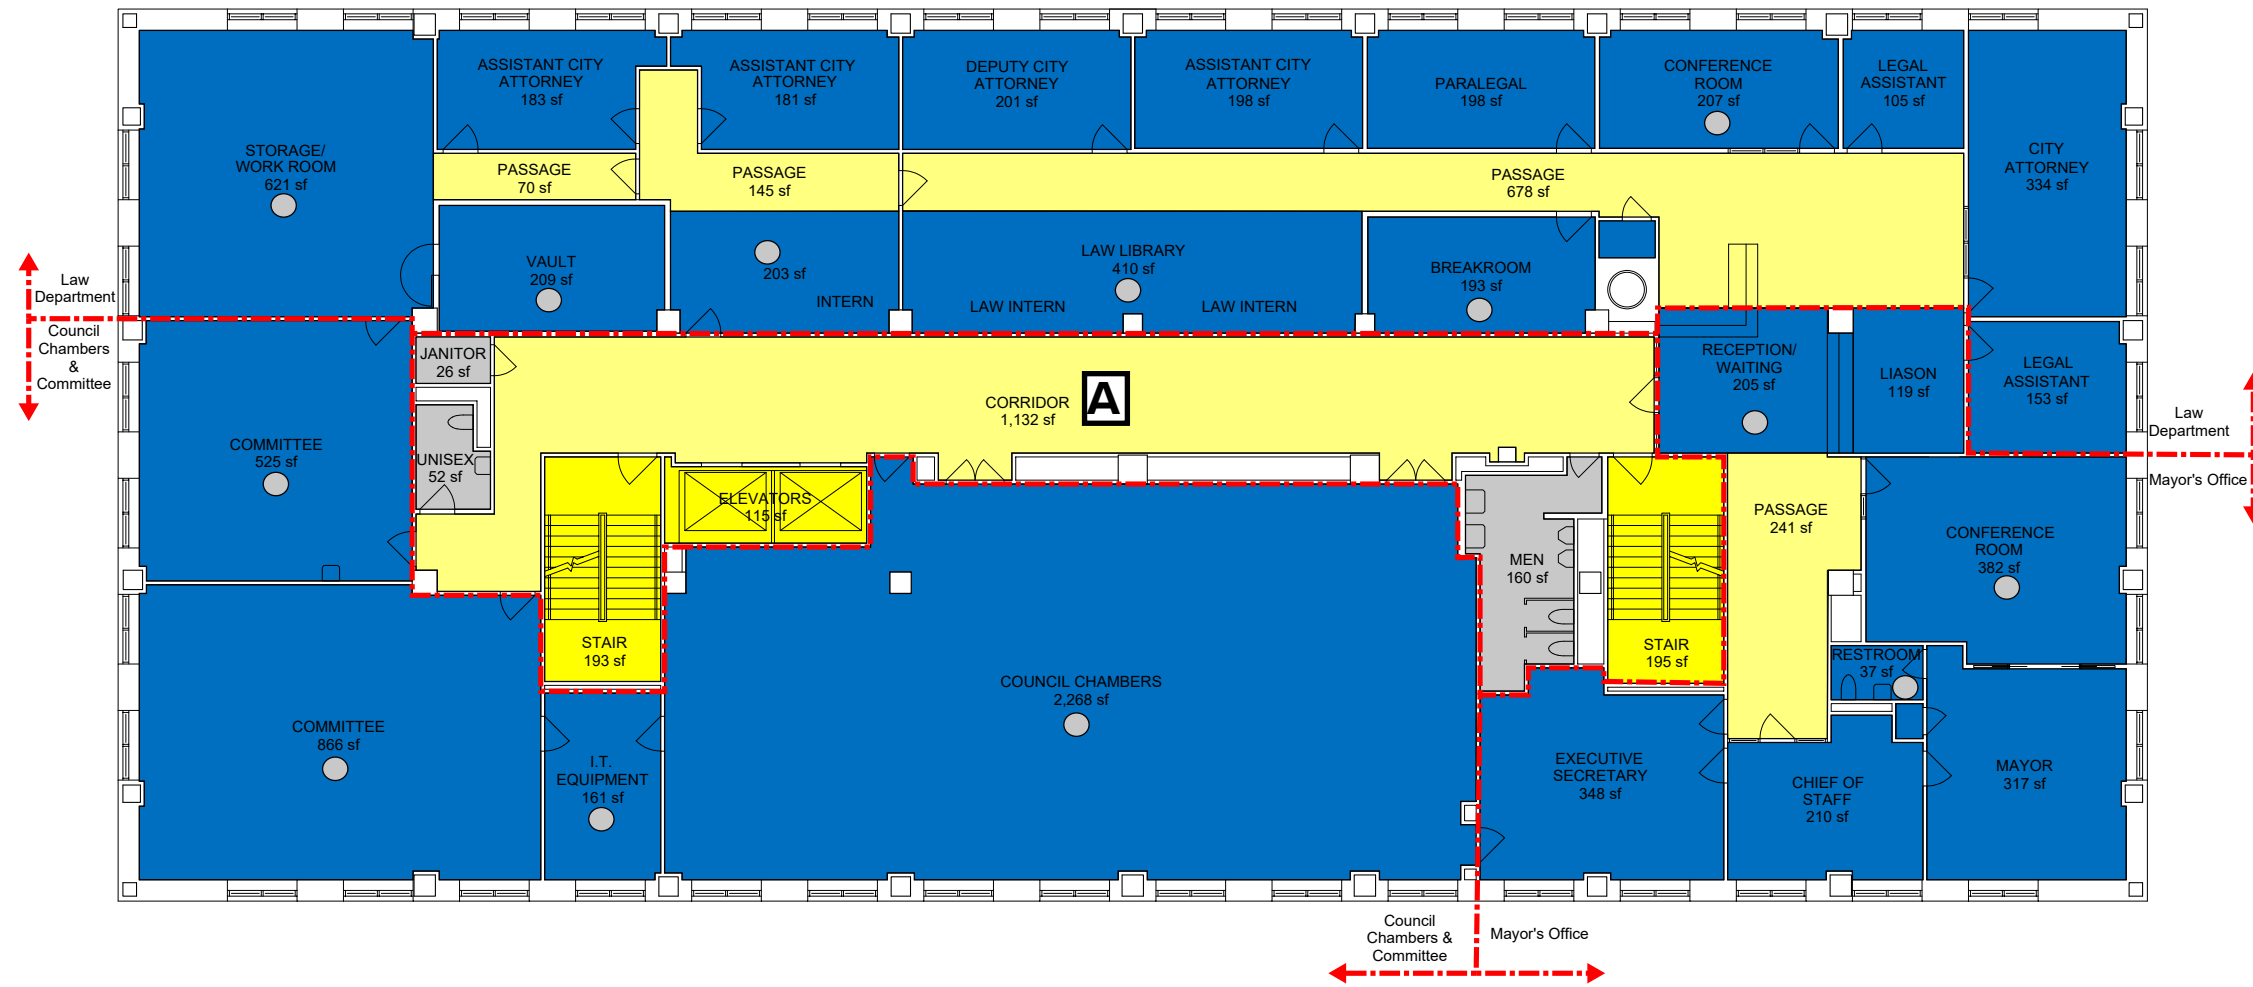 ASSISTANT CITY
ATTORNEY
183 sf
ASSISTANT CITY
ATTORNEY
181 sf
DEPUTY CITY
ATTORNEY
201 sf
ASSISTANT CITY
ATTORNEY
198 sf
PARALEGAL
198 sf
CONFERENCE
ROOM
207 sf
LEGAL
ASSISTANT
105 sf
STORAGE/
WORK ROOM
621 sf
PASSAGE
70 sf
PASSAGE
145 sf
PASSAGE
678 sf
CITY
ATTORNEY
334 sf
VAULT
209 sf
203 sf
INTERN
LAW LIBRARY
410 sf
LAW INTERN
LAW INTERN
BREAKROOM
193 sf
Law
Department
Council
Chambers
&
Committee
JANITOR
26 sf
CORRIDOR
1,132 sf
A
RECEPTION/
WAITING
205 sf
LIASON
119 sf
LEGAL
ASSISTANT
153 sf
Law
Department
Mayor's Office
COMMITTEE
525 sf
UNISEX
52 sf
ELEVATORS
115 sf
MEN
160 sf
PASSAGE
241 sf
CONFERENCE
ROOM
382 sf
STAIR
193 sf
STAIR
195 sf
RESTROOM
37 sf
COUNCIL CHAMBERS
2,268 sf
COMMITTEE
866 sf
I.T.
EQUIPMENT
161 sf
EXECUTIVE
SECRETARY
348 sf
CHIEF OF
STAFF
210 sf
MAYOR
317 sf
Council
Chambers &
Committee
Mayor's Office